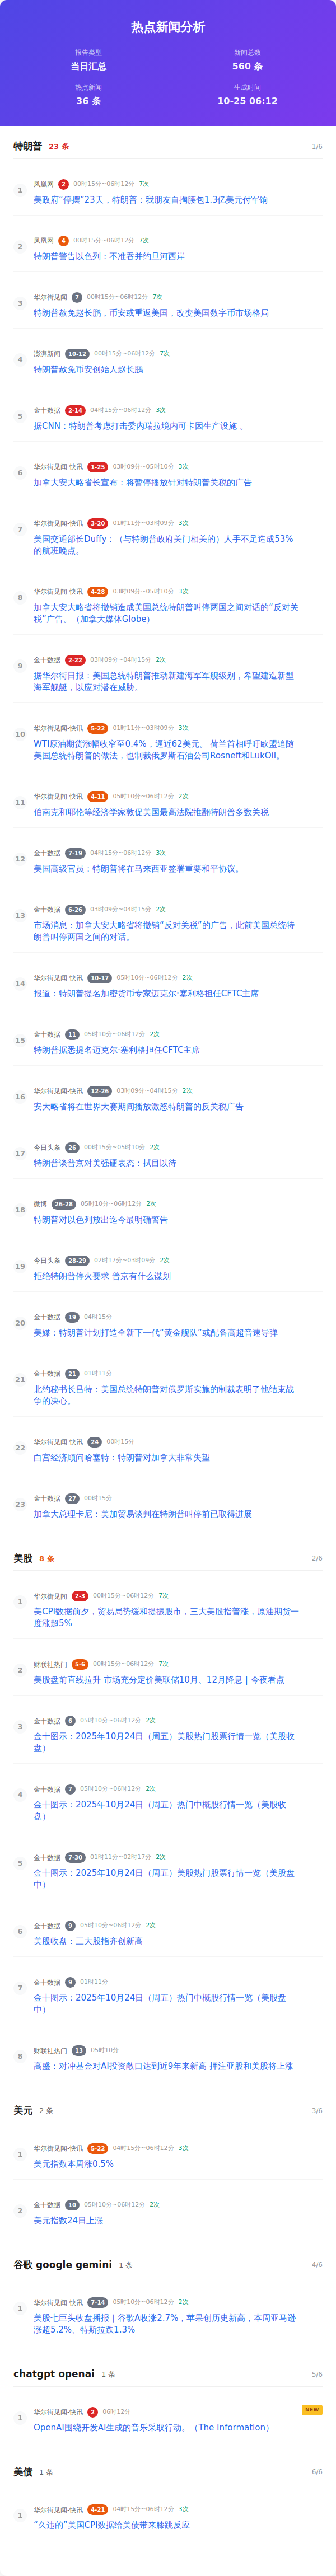 热点新闻分析
报告类型
新闻总数
当日汇总
560 条
热点新闻
生成时间
36 条
10-25 06:12
特朗普 23 条 1/6
1
凤凰网 2 00时15分~06时12分 7次
美政府“停摆”23天，特朗普：我朋友自掏腰包1.3亿美元付军饷
2
凤凰网 4 00时15分~06时12分 7次
特朗普警告以色列：不准吞并约旦河西岸
3
华尔街见闻 7 00时15分~06时12分 7次
特朗普赦免赵长鹏，币安或重返美国，改变美国数字币市场格局
4
澎湃新闻 10-12 00时15分~06时12分 7次
特朗普赦免币安创始人赵长鹏
5
金十数据 2-14 04时15分~06时12分 3次
据CNN：特朗普考虑打击委内瑞拉境内可卡因生产设施 。
6
华尔街见闻-快讯 1-25 03时09分~05时10分 3次
加拿大安大略省长宣布：将暂停播放针对特朗普关税的广告
7
华尔街见闻-快讯 3-20 01时11分~03时09分 3次
美国交通部长Duffy：（与特朗普政府关门相关的）人手不足造成53%
的航班晚点。
8
华尔街见闻-快讯 4-28 03时09分~05时10分 3次
加拿大安大略省将撤销造成美国总统特朗普叫停两国之间对话的“反对关
税”广告。（加拿大媒体Globe）
9
金十数据 2-22 03时09分~04时15分 2次
据华尔街日报：美国总统特朗普推动新建海军军舰级别，希望建造新型
海军舰艇，以应对潜在威胁。
10
华尔街见闻-快讯 5-22 01时11分~03时09分 3次
WTI原油期货涨幅收窄至0.4%，逼近62美元。 荷兰首相呼吁欧盟追随
美国总统特朗普的做法，也制裁俄罗斯石油公司Rosneft和LukOil。
11
华尔街见闻-快讯 4-11 05时10分~06时12分 2次
伯南克和耶伦等经济学家敦促美国最高法院推翻特朗普多数关税
12
金十数据 7-19 04时15分~06时12分 3次
美国高级官员：特朗普将在马来西亚签署重要和平协议。
13
金十数据 6-26 03时09分~04时15分 2次
市场消息：加拿大安大略省将撤销“反对关税”的广告，此前美国总统特
朗普叫停两国之间的对话。
14
华尔街见闻-快讯 10-17 05时10分~06时12分 2次
报道：特朗普提名加密货币专家迈克尔·塞利格担任CFTC主席
15
金十数据 11 05时10分~06时12分 2次
特朗普据悉提名迈克尔·塞利格担任CFTC主席
16
华尔街见闻-快讯 12-26 03时09分~04时15分 2次
安大略省将在世界大赛期间播放激怒特朗普的反关税广告
17
今日头条 26 00时15分~05时10分 2次
特朗普谈普京对美强硬表态：拭目以待
18
微博 26-28 05时10分~06时12分 2次
特朗普对以色列放出迄今最明确警告
19
今日头条 28-29 02时17分~03时09分 2次
拒绝特朗普停火要求 普京有什么谋划
20
金十数据 19 04时15分
美媒：特朗普计划打造全新下一代“黄金舰队”或配备高超音速导弹
21
金十数据 21 01时11分
北约秘书长吕特：美国总统特朗普对俄罗斯实施的制裁表明了他结束战
争的决心。
22
华尔街见闻-快讯 24 00时15分
白宫经济顾问哈塞特：特朗普对加拿大非常失望
23
金十数据 27 00时15分
加拿大总理卡尼：美加贸易谈判在特朗普叫停前已取得进展
美股 8 条 2/6
1
华尔街见闻 2-3 00时15分~06时12分 7次
美CPI数据前夕，贸易局势缓和提振股市，三大美股指普涨，原油期货一
度涨超5%
2
财联社热门 5-6 00时15分~06时12分 7次
美股盘前直线拉升 市场充分定价美联储10月、12月降息 | 今夜看点
3
金十数据 6 05时10分~06时12分 2次
金十图示：2025年10月24日（周五）美股热门股票行情一览（美股收
盘）
4
金十数据 7 05时10分~06时12分 2次
金十图示：2025年10月24日（周五）热门中概股行情一览（美股收
盘）
5
金十数据 7-30 01时11分~02时17分 2次
金十图示：2025年10月24日（周五）美股热门股票行情一览（美股盘
中）
6
金十数据 9 05时10分~06时12分 2次
美股收盘：三大股指齐创新高
7
金十数据 9 01时11分
金十图示：2025年10月24日（周五）热门中概股行情一览（美股盘
中）
8
财联社热门 13 05时10分
高盛：对冲基金对AI投资敞口达到近9年来新高 押注亚股和美股将上涨
美元 2 条 3/6
1
华尔街见闻-快讯 5-22 04时15分~06时12分 3次
美元指数本周涨0.5%
2
金十数据 10 05时10分~06时12分 2次
美元指数24日上涨
谷歌 google gemini 1 条 4/6
1
华尔街见闻-快讯 7-14 05时10分~06时12分 2次
美股七巨头收盘播报｜谷歌A收涨2.7%，苹果创历史新高，本周亚马逊
涨超5.2%、特斯拉跌1.3%
chatgpt openai 1 条 5/6
1
华尔街见闻-快讯 2 06时12分
NEW
OpenAI围绕开发AI生成的音乐采取行动。（The Information）
美债 1 条 6/6
1
华尔街见闻-快讯 4-21 04时15分~06时12分 3次
“久违的”美国CPI数据给美债带来膝跳反应